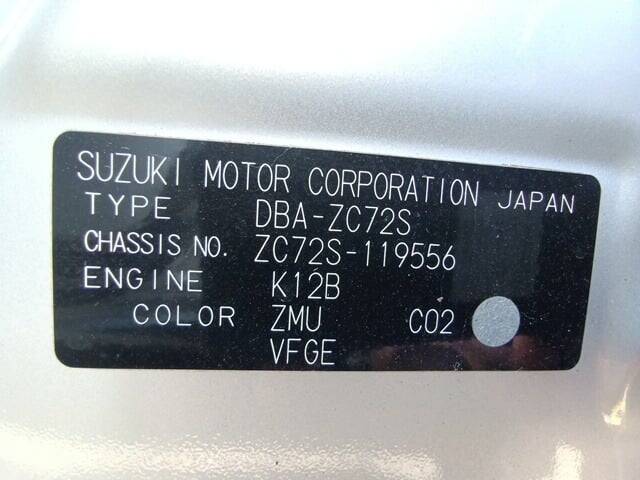 SUZUKI MOTOR CORPORATION JAPAN
TYPE DBA-ZC72S
CHASSIS NO. ZC72S-119556
ENGINE K12B
COLOR ZMU C02
VFGE